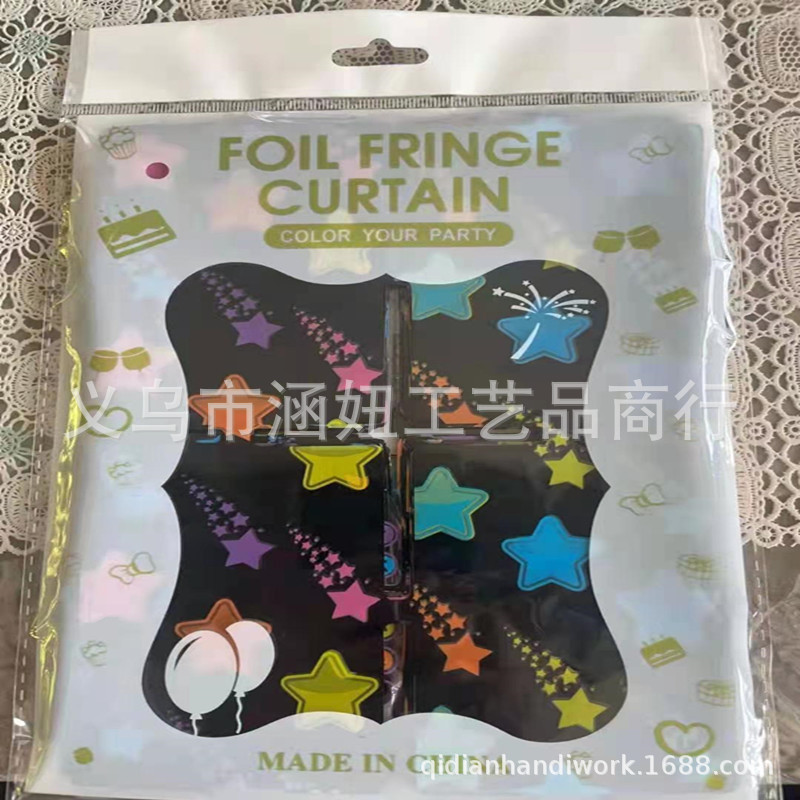 FOIL FRINGE
CURTAIN
COLOR YOUR PARTY
义乌市涵妞工艺品商行
MADE IN CHINA
qidianhandiwork.1688.com